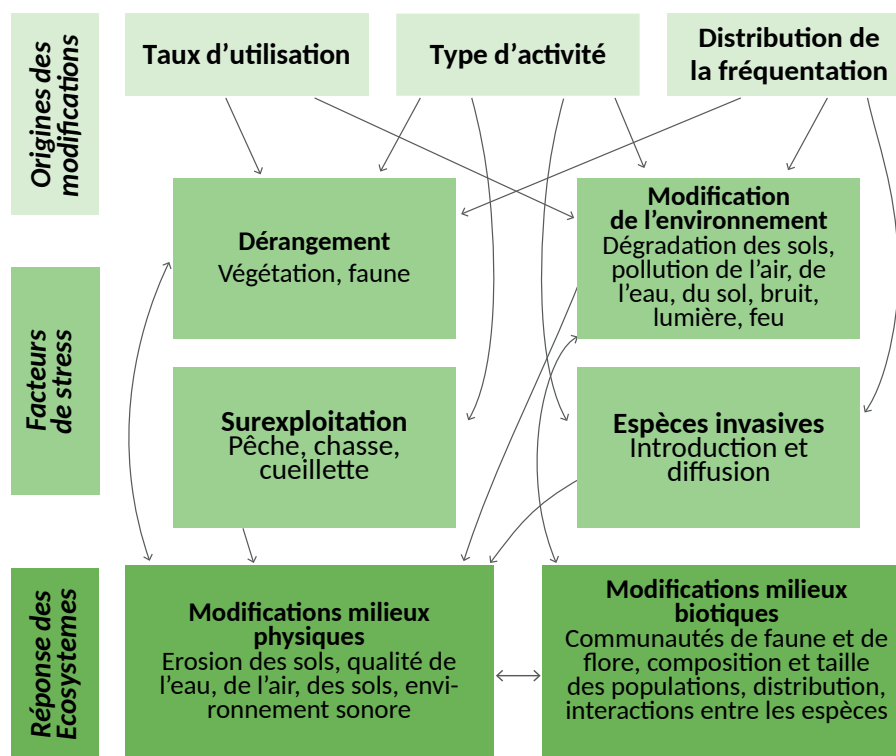 Origines des
modifications
Taux d'utilisation
Type d'activité
Distribution de
la fréquentation
Facteurs
de stress
Dérangement
Végétation, faune
Modification
de l'environnement
Dégradation des sols,
pollution de l'air, de
l'eau, du sol, bruit,
lumière, feu
Surexploitation
Pêche, chasse,
cueillette
Espèces invasives
Introduction et
diffusion
Réponse des
Ecosystemes
Modifications milieux
physiques
Erosion des sols, qualité de
l'eau, de l'air, des sols, envi-
ronnement sonore
Modifications milieux
biotiques
Communautés de faune et de
flore, composition et taille
des populations, distribution,
interactions entre les espèces